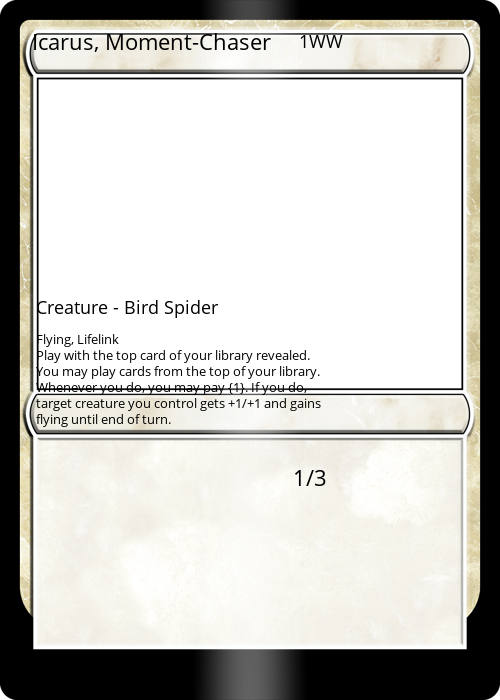 Icarus, Moment-Chaser 1WW
Creature - Bird Spider
Flying, Lifelink
Play with the top card of your library revealed.
You may play cards from the top of your library.
Whenever you do, you may pay {1}. If you do,
target creature you control gets +1/+1 and gains
flying until end of turn.
1/3